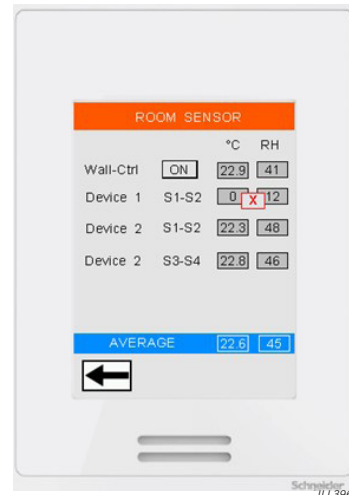 ROOM SENSOR
°C RH
Wall-Ctrl ON 22.9 41
Device 1 S1-S2 0 X 12
Device 2 S1-S2 22.3 48
Device 2 S3-S4 22.8 46
AVERAGE 22.6 45
Schneider